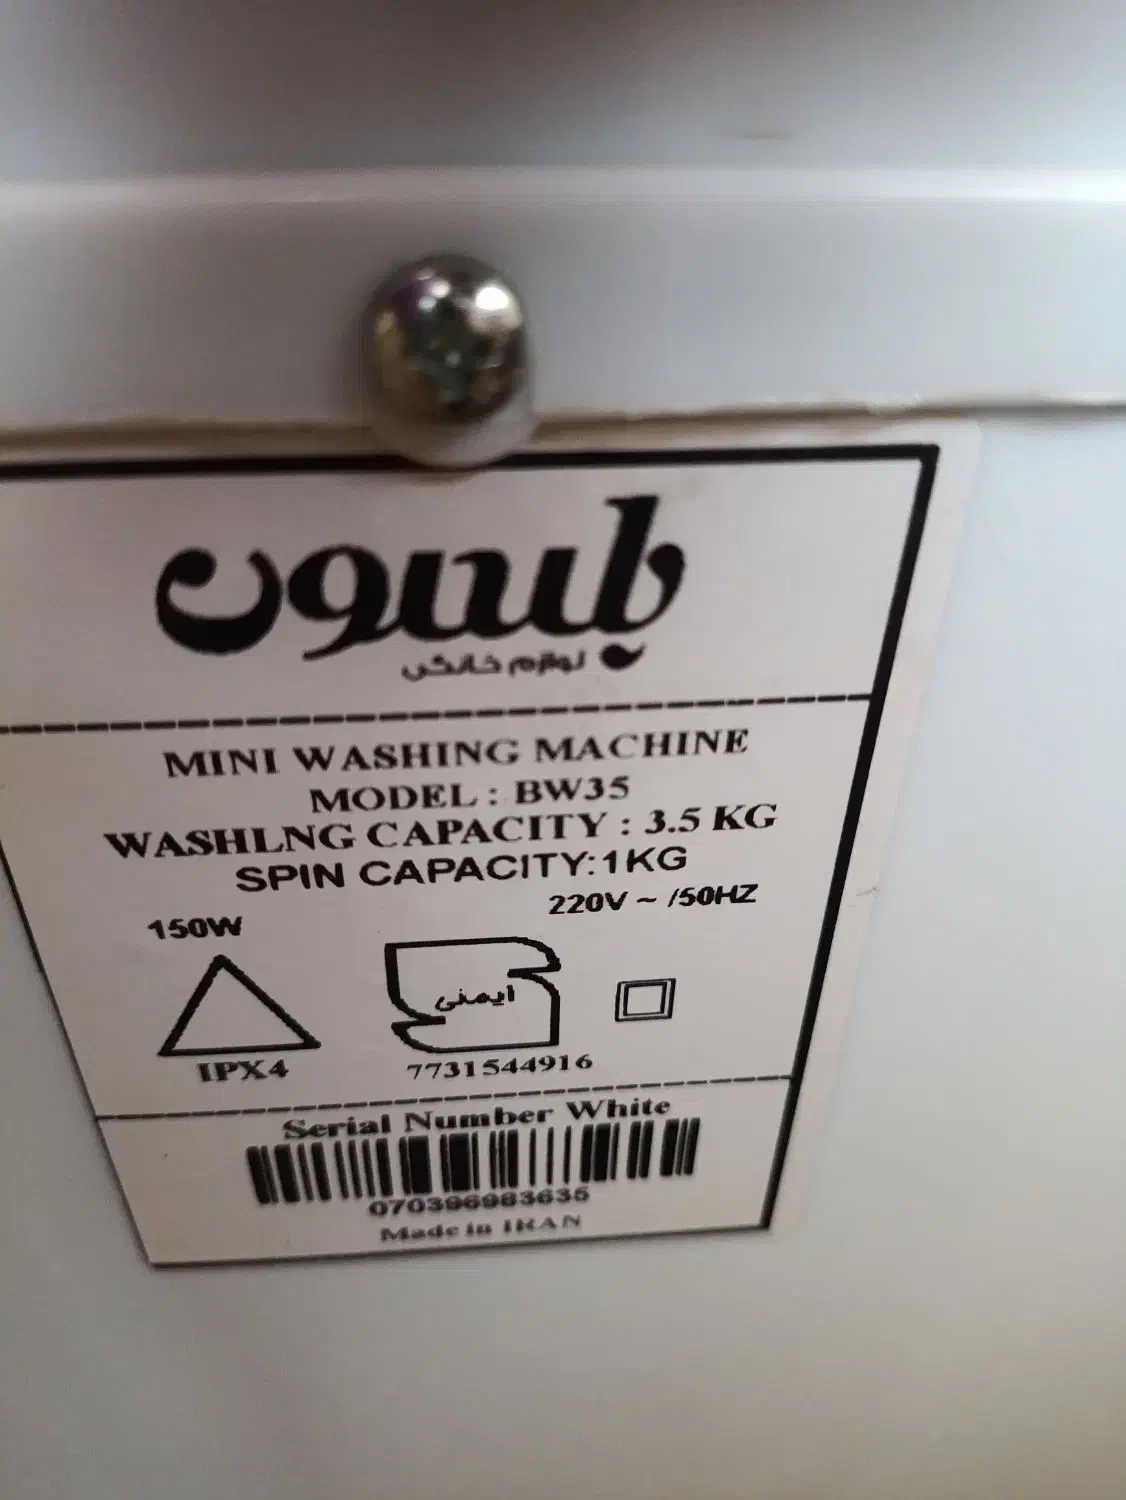 بیسون
لوازم خانگی
MINI WASHING MACHINE
MODEL : BW35
WASHLNG CAPACITY : 3.5 KG
SPIN CAPACITY:1KG
150W
220V ~ /50HZ
ایمنی
IPX4
7731544916
Serial Number White
070396983635
Made in IRAN